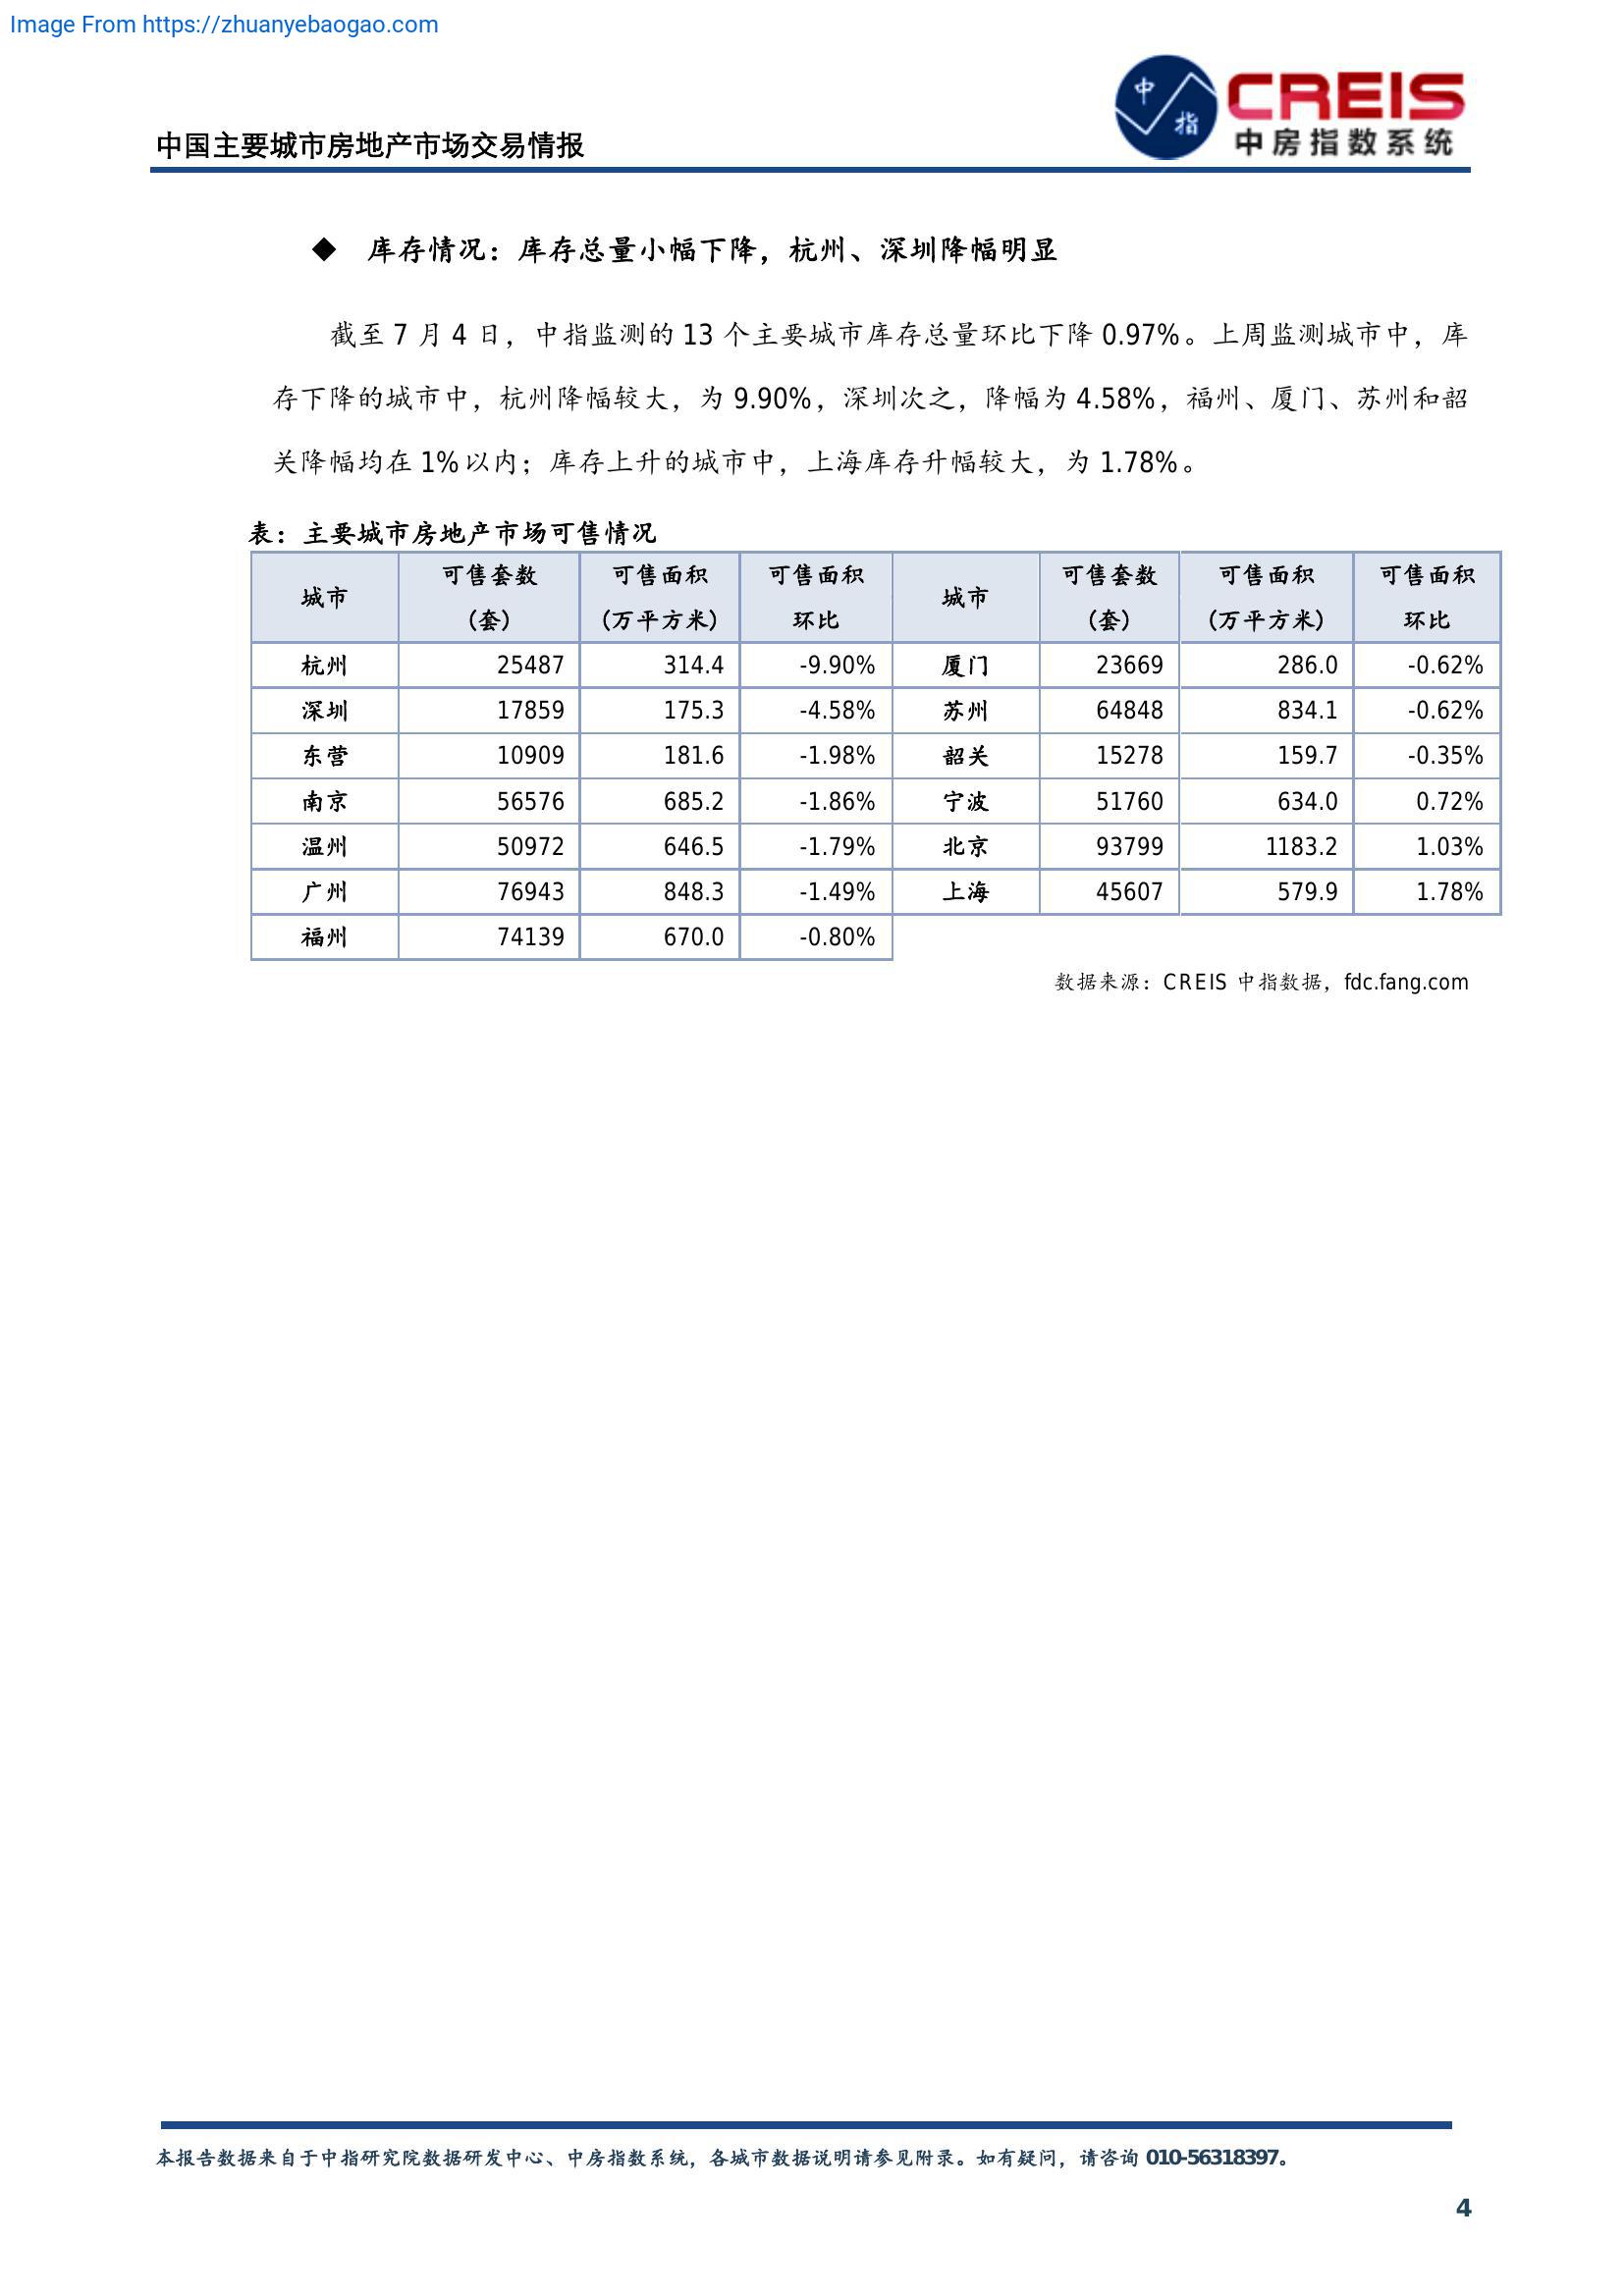 Image From https://zhuanyebaogao.com
中 指
CREIS
中房指数系统
中国主要城市房地产市场交易情报
◆ 库存情况：库存总量小幅下降，杭州、深圳降幅明显
截至 7 月 4 日，中指监测的 13 个主要城市库存总量环比下降 0.97%。上周监测城市中，库
存下降的城市中，杭州降幅较大，为 9.90%，深圳次之，降幅为 4.58%，福州、厦门、苏州和韶
关降幅均在 1%以内；库存上升的城市中，上海库存升幅较大，为 1.78%。
表：主要城市房地产市场可售情况
城市 可售套数（套） 可售面积（万平方米） 可售面积环比 城市 可售套数（套） 可售面积（万平方米） 可售面积环比
杭州 25487 314.4 -9.90% 厦门 23669 286.0 -0.62%
深圳 17859 175.3 -4.58% 苏州 64848 834.1 -0.62%
东营 10909 181.6 -1.98% 韶关 15278 159.7 -0.35%
南京 56576 685.2 -1.86% 宁波 51760 634.0 0.72%
温州 50972 646.5 -1.79% 北京 93799 1183.2 1.03%
广州 76943 848.3 -1.49% 上海 45607 579.9 1.78%
福州 74139 670.0 -0.80%
数据来源：CREIS 中指数据，fdc.fang.com
本报告数据来自于中指研究院数据研发中心、中房指数系统，各城市数据说明请参见附录。如有疑问，请咨询 010-56318397。
4